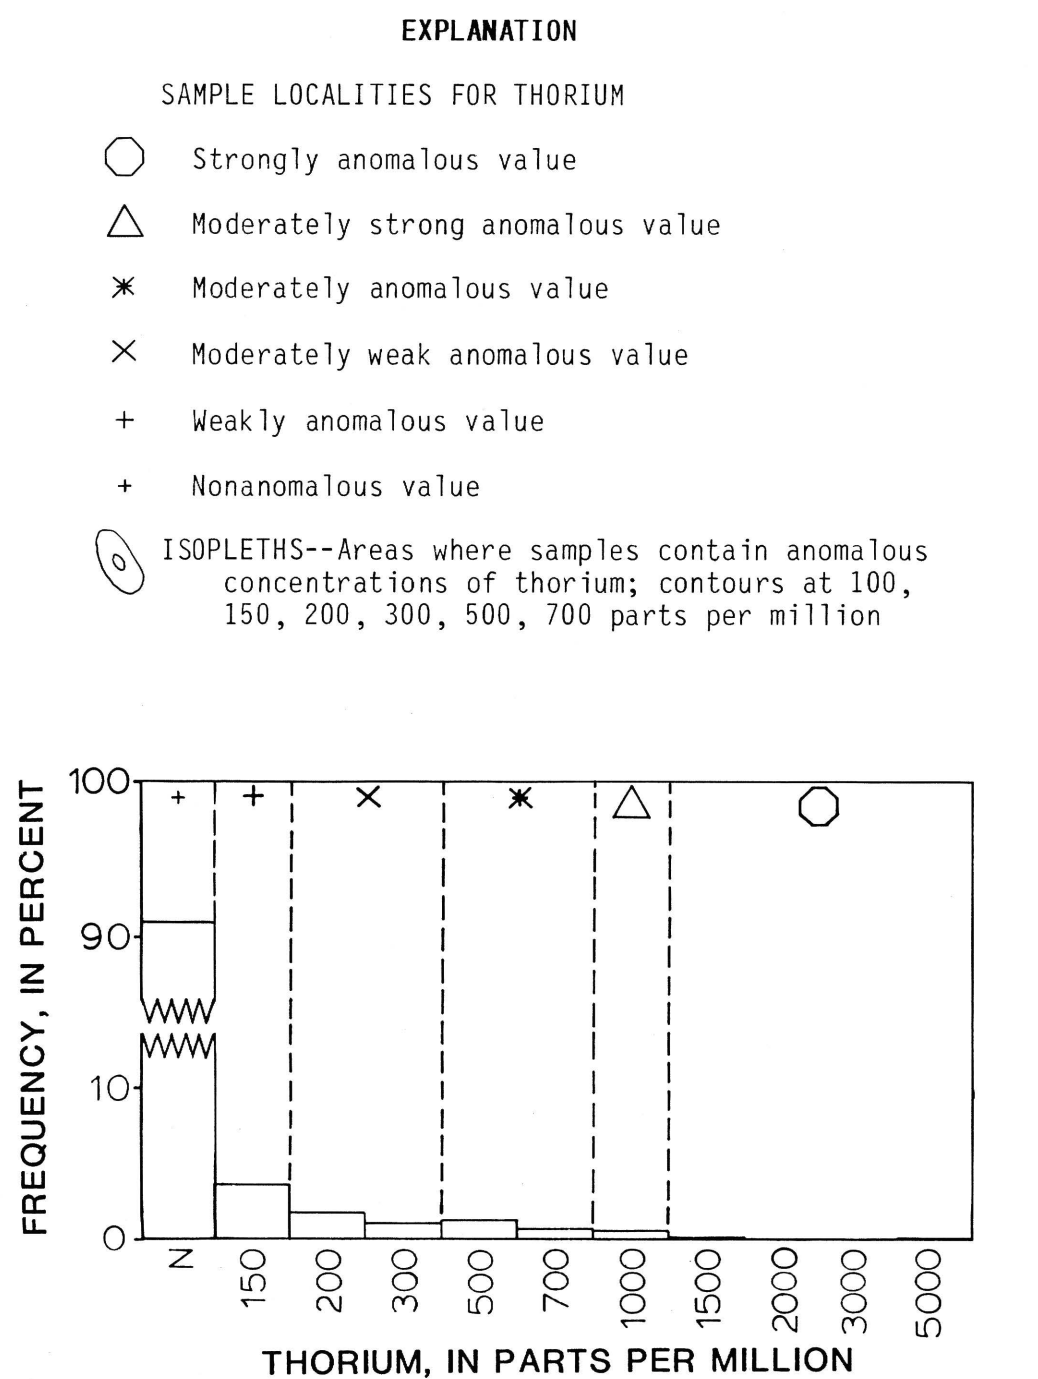 EXPLANATION
SAMPLE LOCALITIES FOR THORIUM
Strongly anomalous value
Moderately strong anomalous value
Moderately anomalous value
Moderately weak anomalous value
Weakly anomalous value
Nonanomalous value
ISOPLETHS--Areas where samples contain anomalous
concentrations of thorium; contours at 100,
150, 200, 300, 500, 700 parts per million
FREQUENCY, IN PERCENT
100
90
10
0
N
150
200
300
500
700
1000
1500
2000
3000
5000
THORIUM, IN PARTS PER MILLION